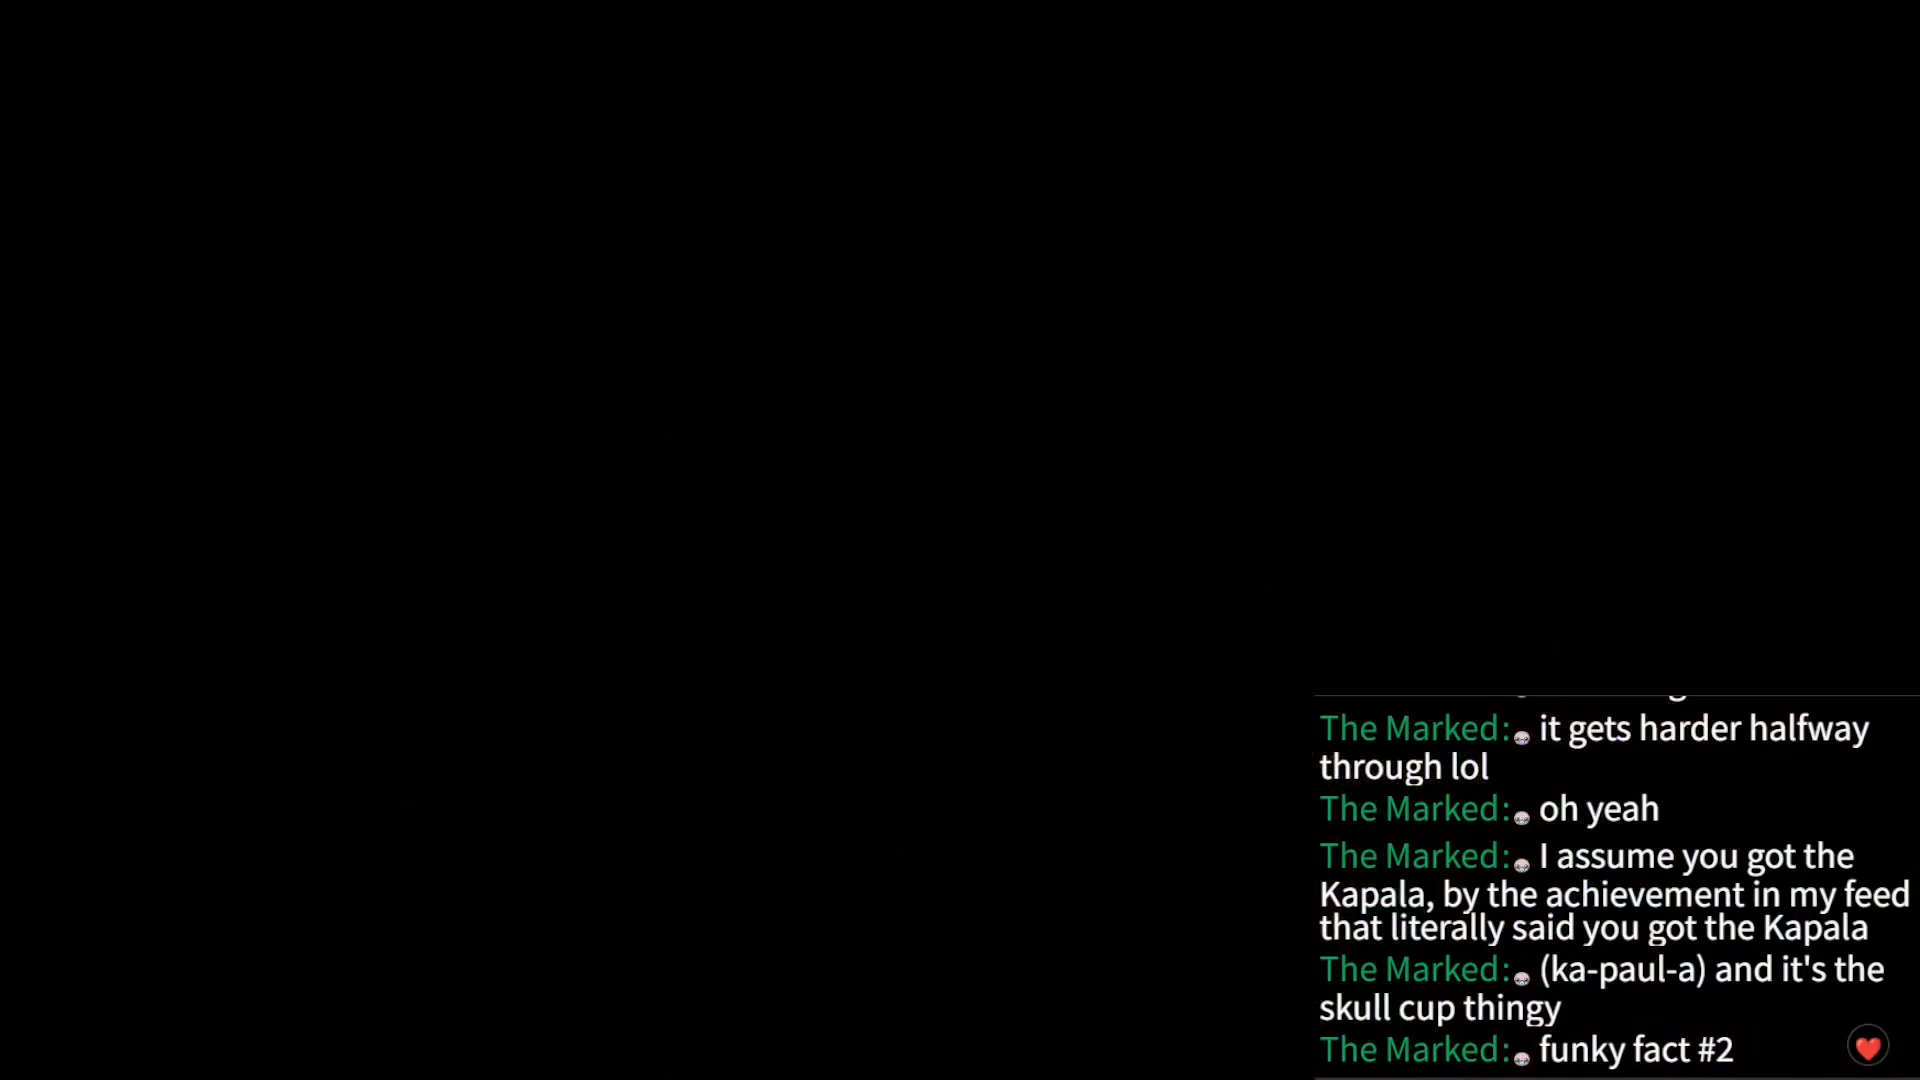 The Marked: it gets harder halfway
through lol
The Marked: oh yeah
The Marked: I assume you got the
Kapala, by the achievement in my feed
that literally said you got the Kapala
The Marked: (ka-paul-a) and it's the
skull cup thingy
The Marked: funky fact #2